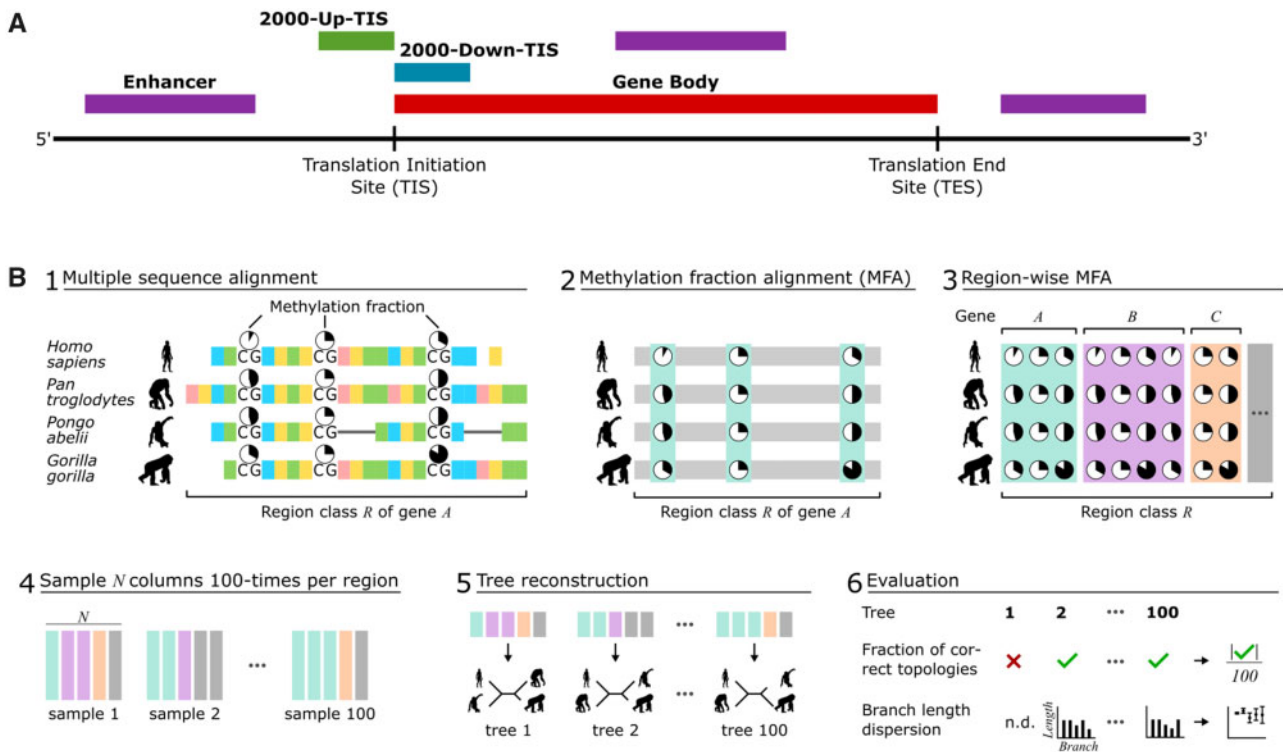 A
2000-Up-TIS
2000-Down-TIS
Enhancer
Gene Body
5'
3'
Translation Initiation
Site (TIS)
Translation End
Site (TES)
B
1 Multiple sequence alignment
Methylation fraction
Homo
sapiens
CG CG CG
Pan
troglodytes
CG CG CG
Pongo
abelii
CG CG CG
Gorilla
gorilla
CG CG CG
Region class R of gene A
2 Methylation fraction alignment (MFA)
Region class R of gene A
3 Region-wise MFA
Gene A B C
...
Region class R
4 Sample N columns 100-times per region
N
...
sample 1 sample 2 sample 100
5 Tree reconstruction
...
...
tree 1 tree 2 tree 100
6 Evaluation
Tree 1 2 ... 100
Fraction of cor-
rect topologies
... |✓|
100
Branch length
dispersion
n.d. Length Branch ...